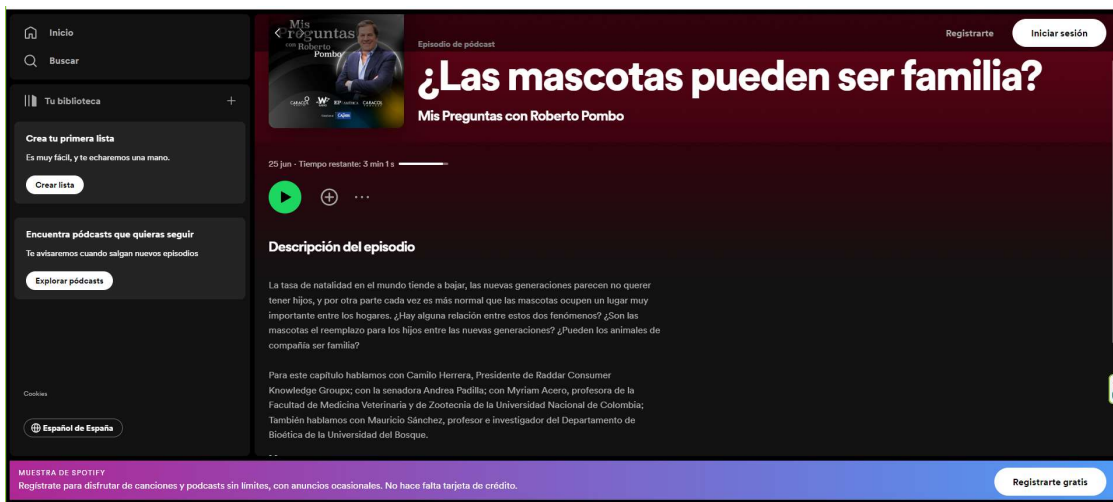 Inicio
Buscar
Tu biblioteca
Crea tu primera lista
Es muy fácil, y te echaremos una mano.
Crear lista
Encuentra pódcasts que quieras seguir
Te avisaremos cuando salgan nuevos episodios
Explorar pódcasts
Cookies
Español de España
Mis
Preguntas
con Roberto
Pombo
CARACOL
W
CARACOL
Cajasan
Registrarte
Iniciar sesión
Episodio de pódcast
¿Las mascotas pueden ser familia?
Mis Preguntas con Roberto Pombo
25 jun · Tiempo restante: 3 min 1 s
Descripción del episodio
La tasa de natalidad en el mundo tiende a bajar, las nuevas generaciones parecen no querer
tener hijos, y por otra parte cada vez es más normal que las mascotas ocupen un lugar muy
importante entre los hogares. ¿Hay alguna relación entre estos dos fenómenos? ¿Son las
mascotas el reemplazo para los hijos entre las nuevas generaciones? ¿Pueden los animales de
compañía ser familia?
Para este capítulo hablamos con Camilo Herrera, Presidente de Raddar Consumer
Knowledge Groupx; con la senadora Andrea Padilla; con Myriam Acero, profesora de la
Facultad de Medicina Veterinaria y de Zootecnia de la Universidad Nacional de Colombia;
También hablamos con Mauricio Sánchez, profesor e investigador del Departamento de
Bioética de la Universidad del Bosque.
MUESTRA DE SPOTIFY
Regístrate para disfrutar de canciones y podcasts sin límites, con anuncios ocasionales. No hace falta tarjeta de crédito.
Registrarte gratis